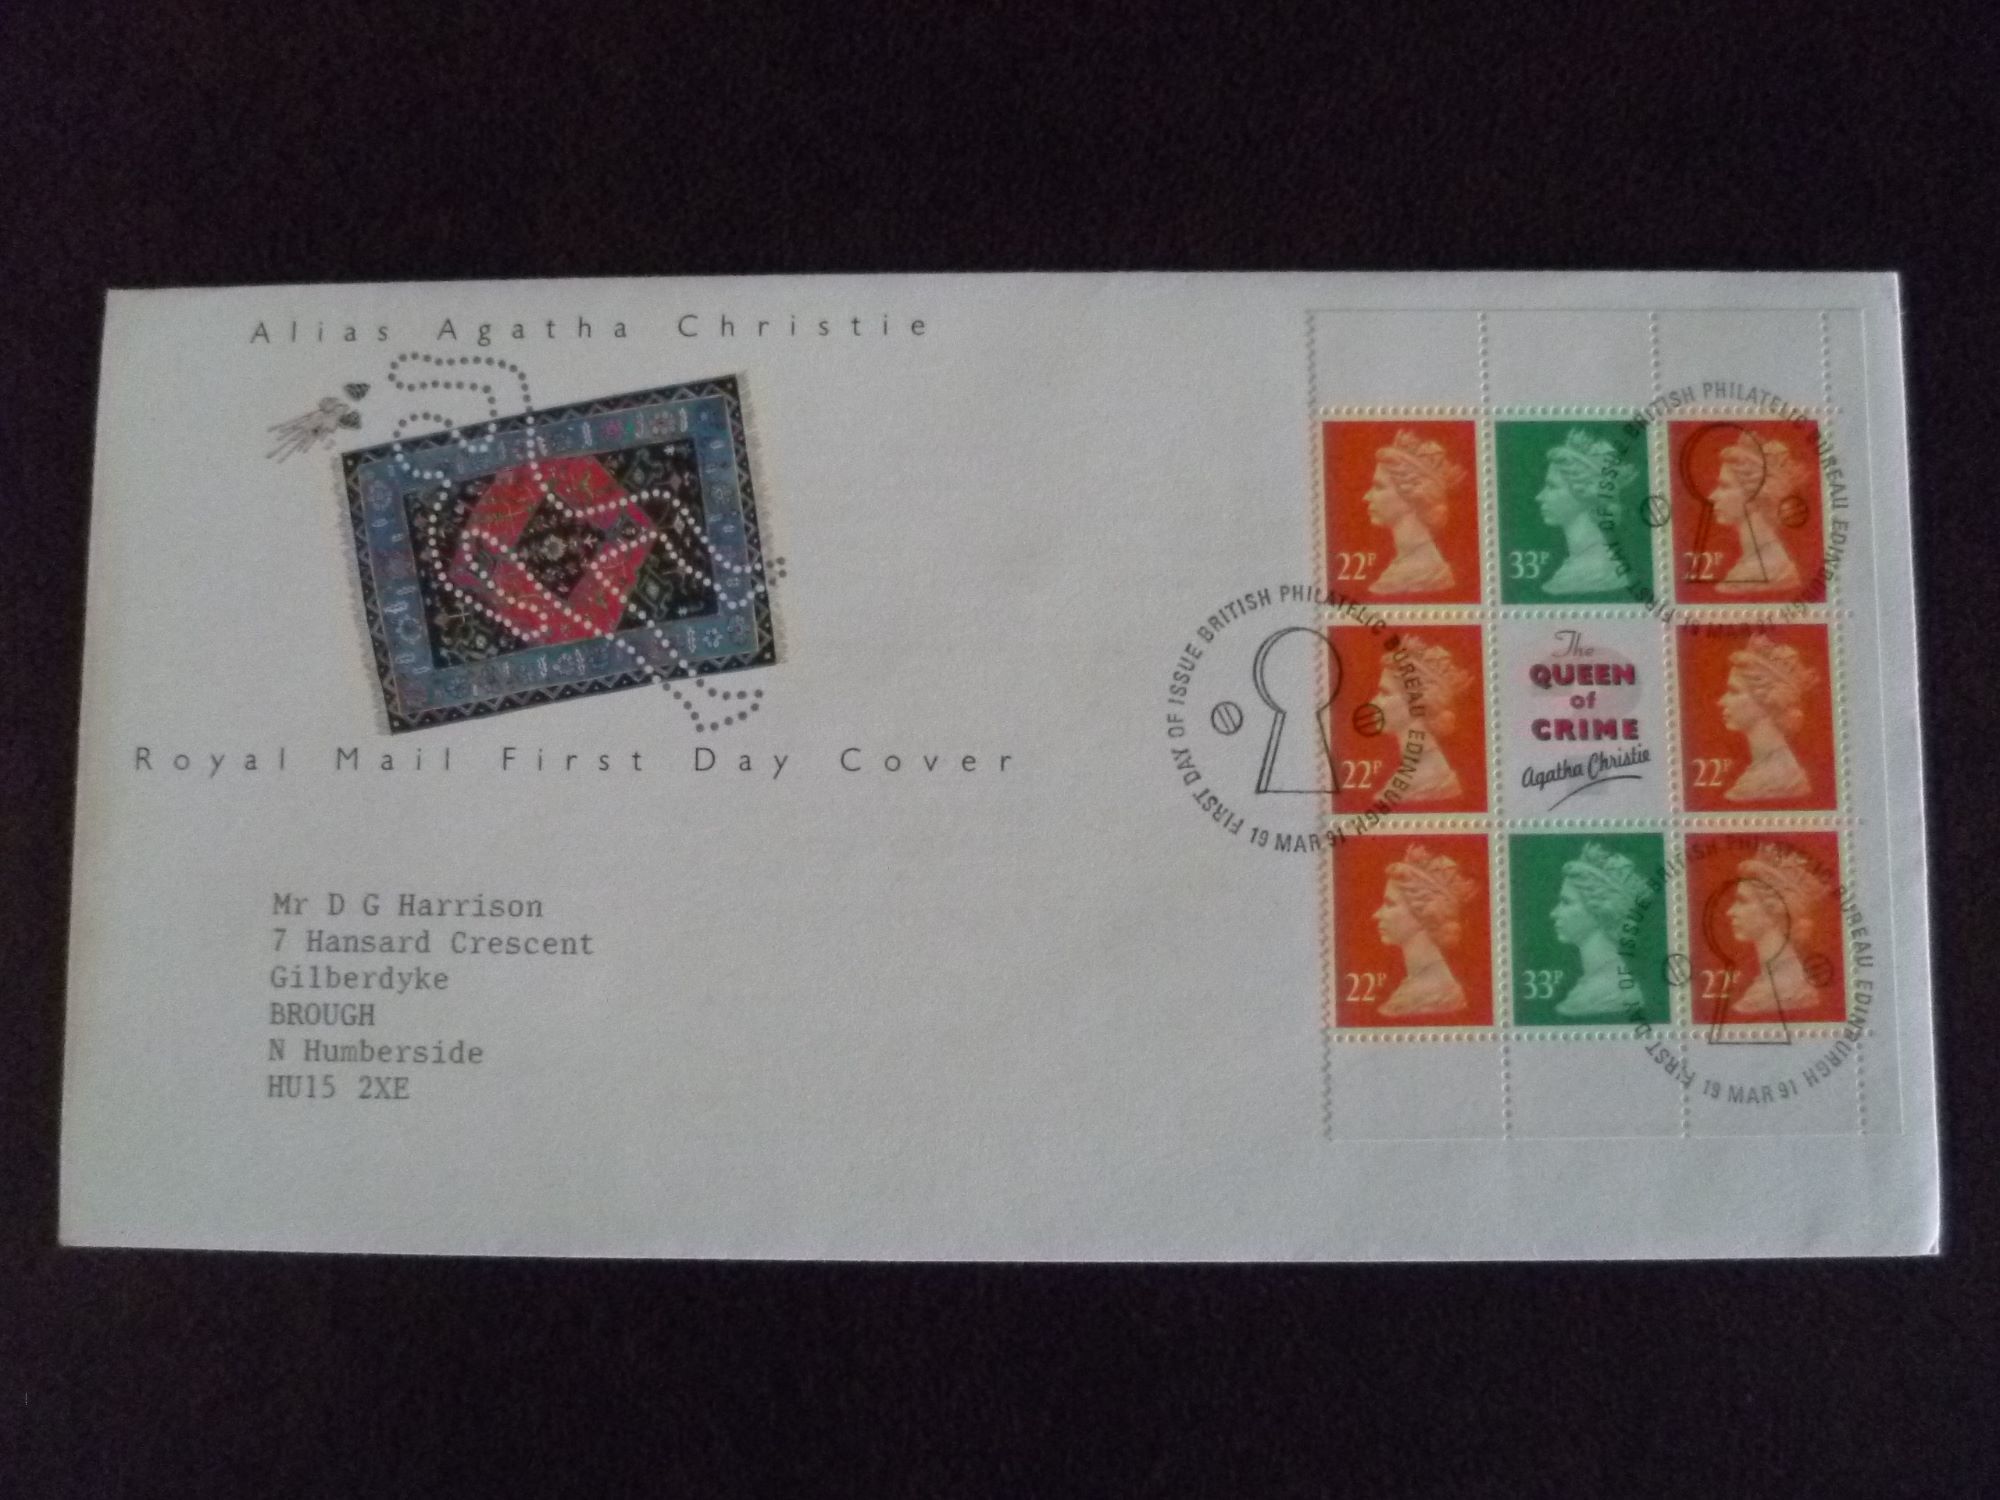 Alias Agatha Christie
Royal Mail First Day Cover
Mr D G Harrison
7 Hansard Crescent
Gilberdyke
BROUGH
N Humberside
HU15 2XE
22P
33P
22P
FIRST DAY OF ISSUE BRITISH PHILATELIC BUREAU EDINBURGH
19 MAR 91
22P
The
QUEEN
of
CRIME
Agatha Christie
22P
FIRST DAY OF ISSUE BRITISH PHILATELIC BUREAU EDINBURGH
19 MAR 91
22P
33P
22P
FIRST DAY OF ISSUE BRITISH PHILATELIC BUREAU EDINBURGH
19 MAR 91